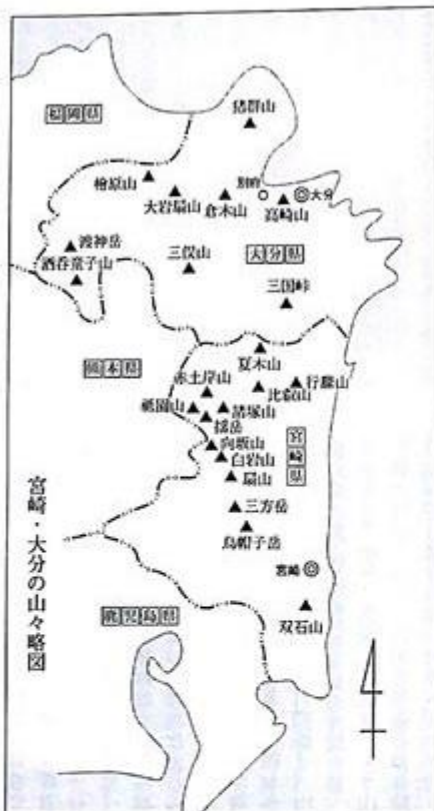 猪群山
福岡県
檜原山
大岩扇山
倉木山
別府
大分
高崎山
渡神岳
酒呑童子山
三俣山
大分県
三国峠
熊本県
夏木山
赤土岸山
比叡山
行縢山
祇園山
諸塚山
揺岳
向坂山
白岩山
扇山
宮崎県
三方岳
烏帽子岳
宮崎
双石山
鹿児島県
宮崎・大分の山々略図